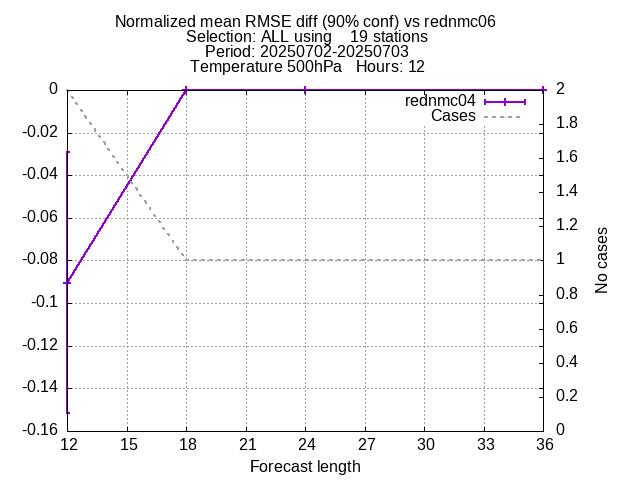 Normalized mean RMSE diff (90% conf) vs rednmc06
Selection: ALL using    19 stations
Period: 20250702-20250703
Temperature 500hPa   Hours: 12
rednmc04
Cases
0
-0.02
-0.04
-0.06
-0.08
-0.1
-0.12
-0.14
-0.16
2
1.8
1.6
1.4
1.2
1
0.8
0.6
0.4
0.2
0
No cases
12 15 18 21 24 27 30 33 36
Forecast length